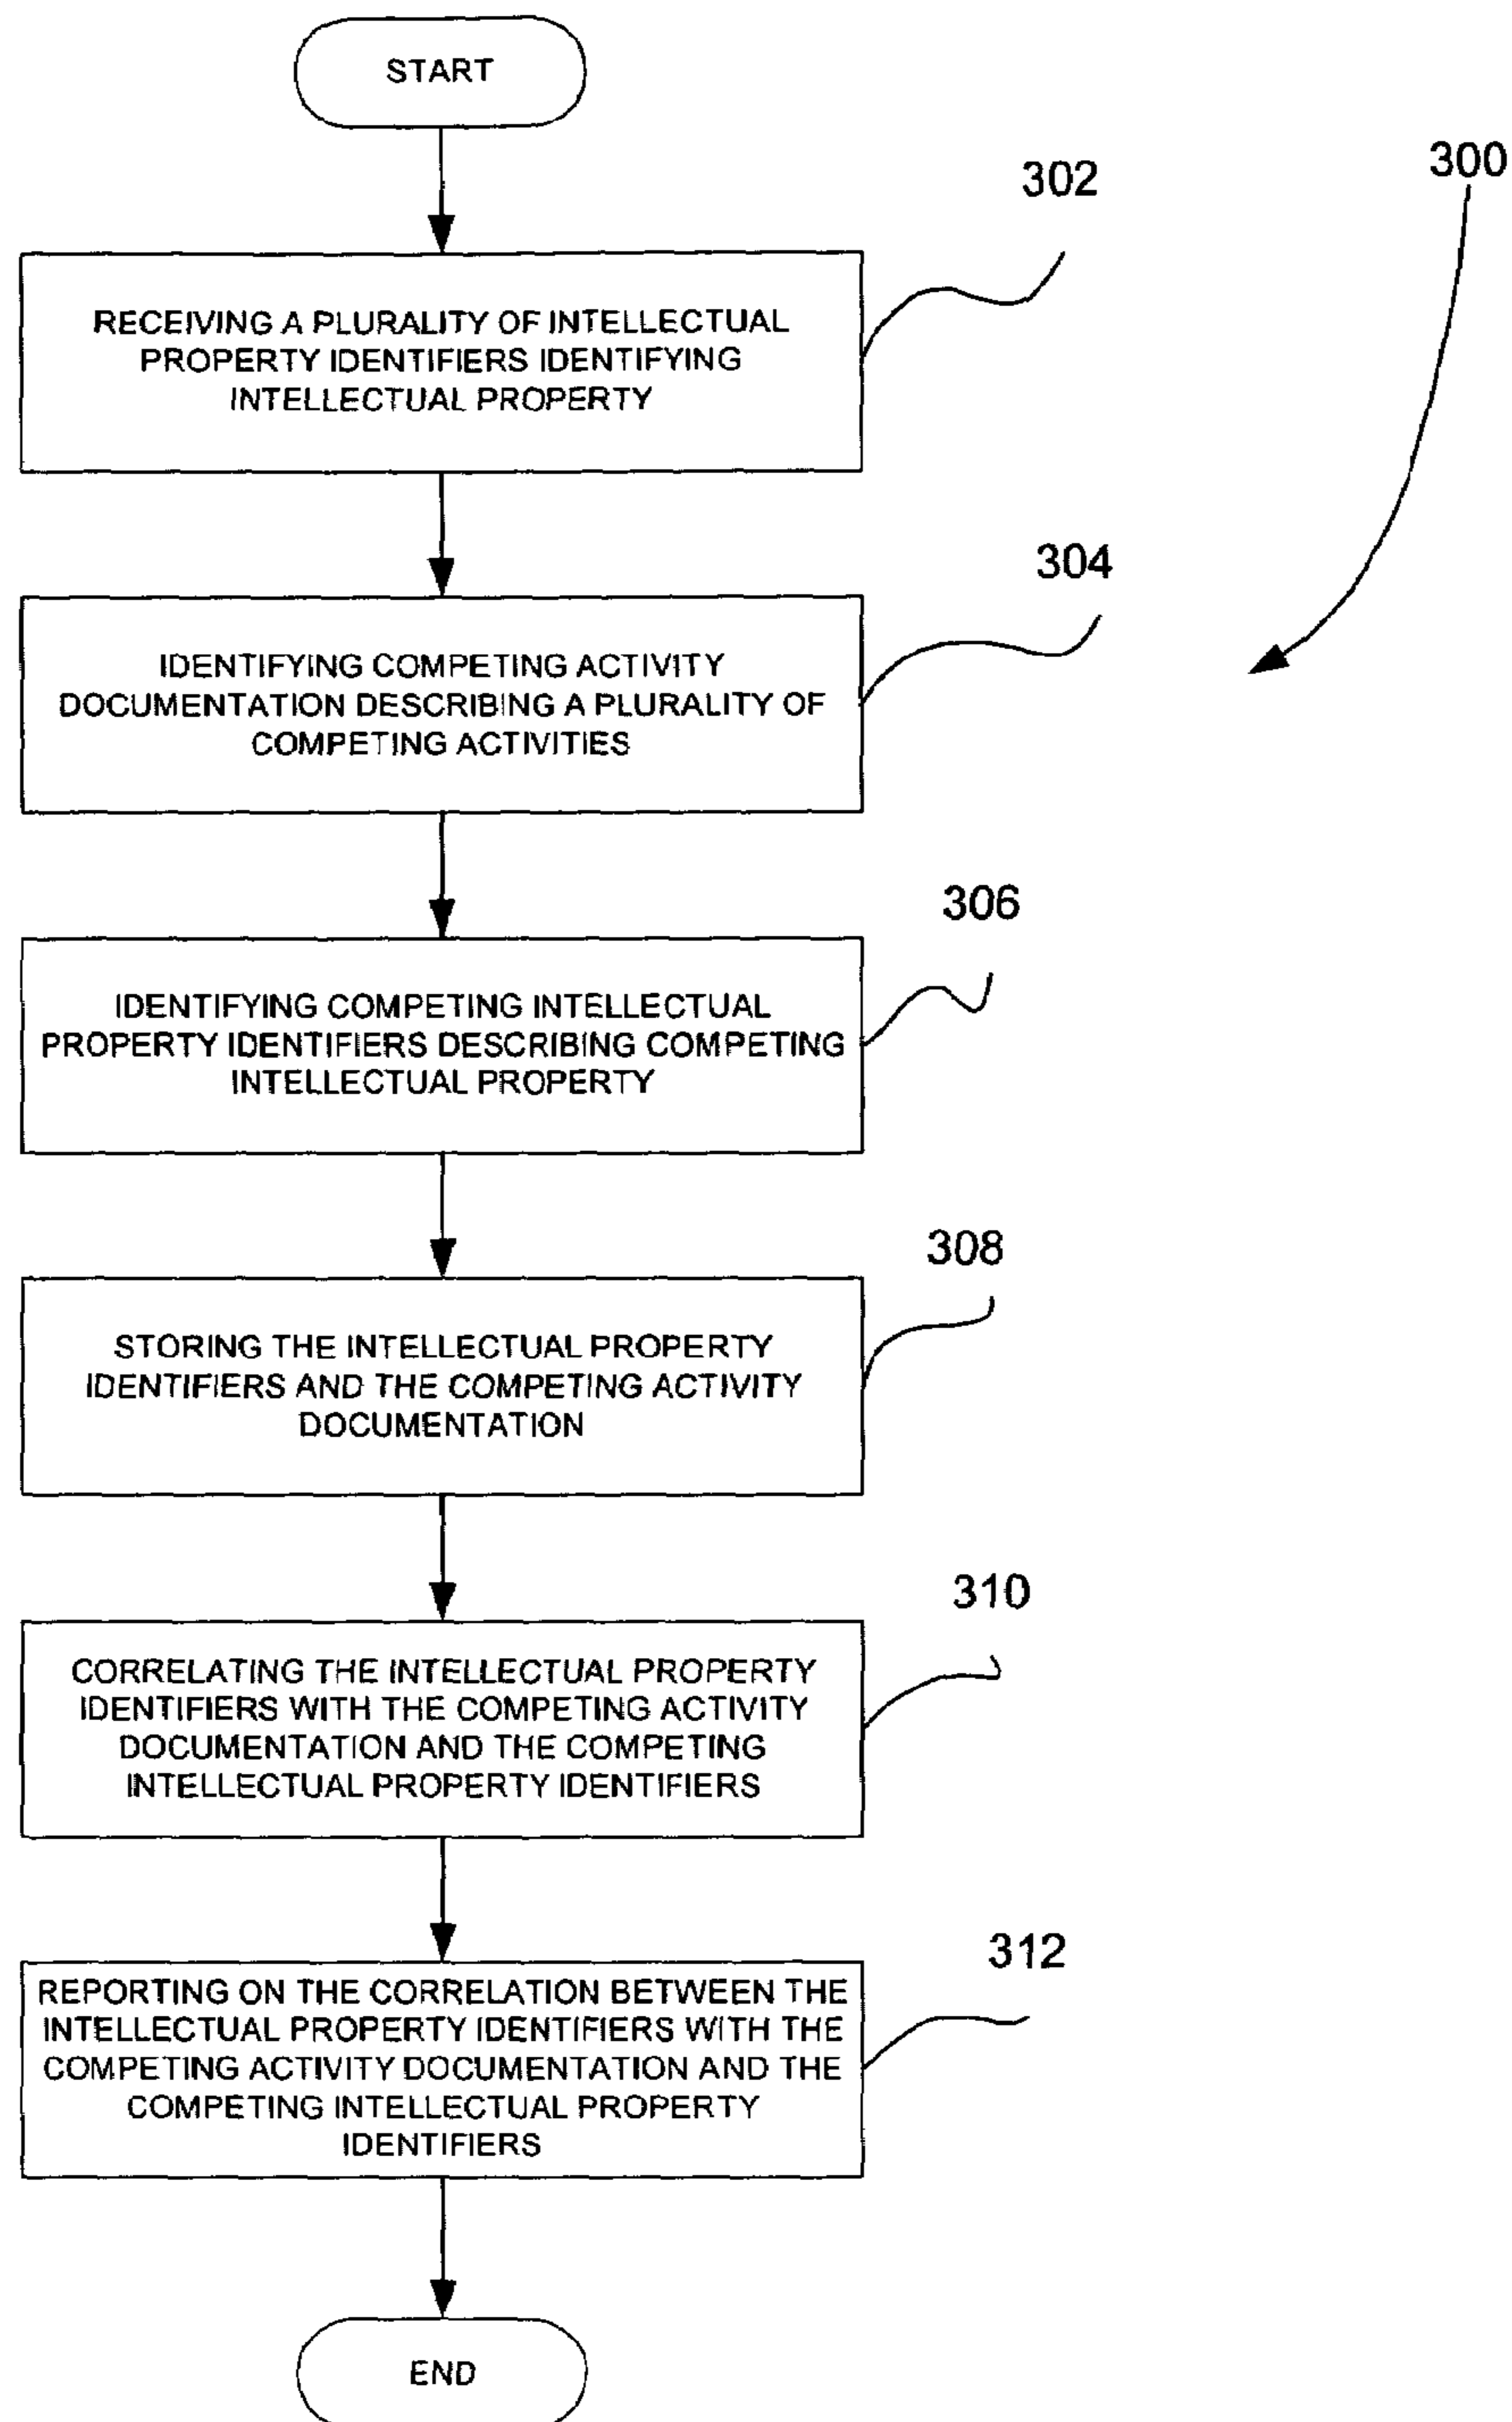 START
302
300
RECEIVING A PLURALITY OF INTELLECTUAL
PROPERTY IDENTIFIERS IDENTIFYING
INTELLECTUAL PROPERTY
304
IDENTIFYING COMPETING ACTIVITY
DOCUMENTATION DESCRIBING A PLURALITY OF
COMPETING ACTIVITIES
306
IDENTIFYING COMPETING INTELLECTUAL
PROPERTY IDENTIFIERS DESCRIBING COMPETING
INTELLECTUAL PROPERTY
308
STORING THE INTELLECTUAL PROPERTY
IDENTIFIERS AND THE COMPETING ACTIVITY
DOCUMENTATION
310
CORRELATING THE INTELLECTUAL PROPERTY
IDENTIFIERS WITH THE COMPETING ACTIVITY
DOCUMENTATION AND THE COMPETING
INTELLECTUAL PROPERTY IDENTIFIERS
312
REPORTING ON THE CORRELATION BETWEEN THE
INTELLECTUAL PROPERTY IDENTIFIERS WITH THE
COMPETING ACTIVITY DOCUMENTATION AND THE
COMPETING INTELLECTUAL PROPERTY
IDENTIFIERS
END